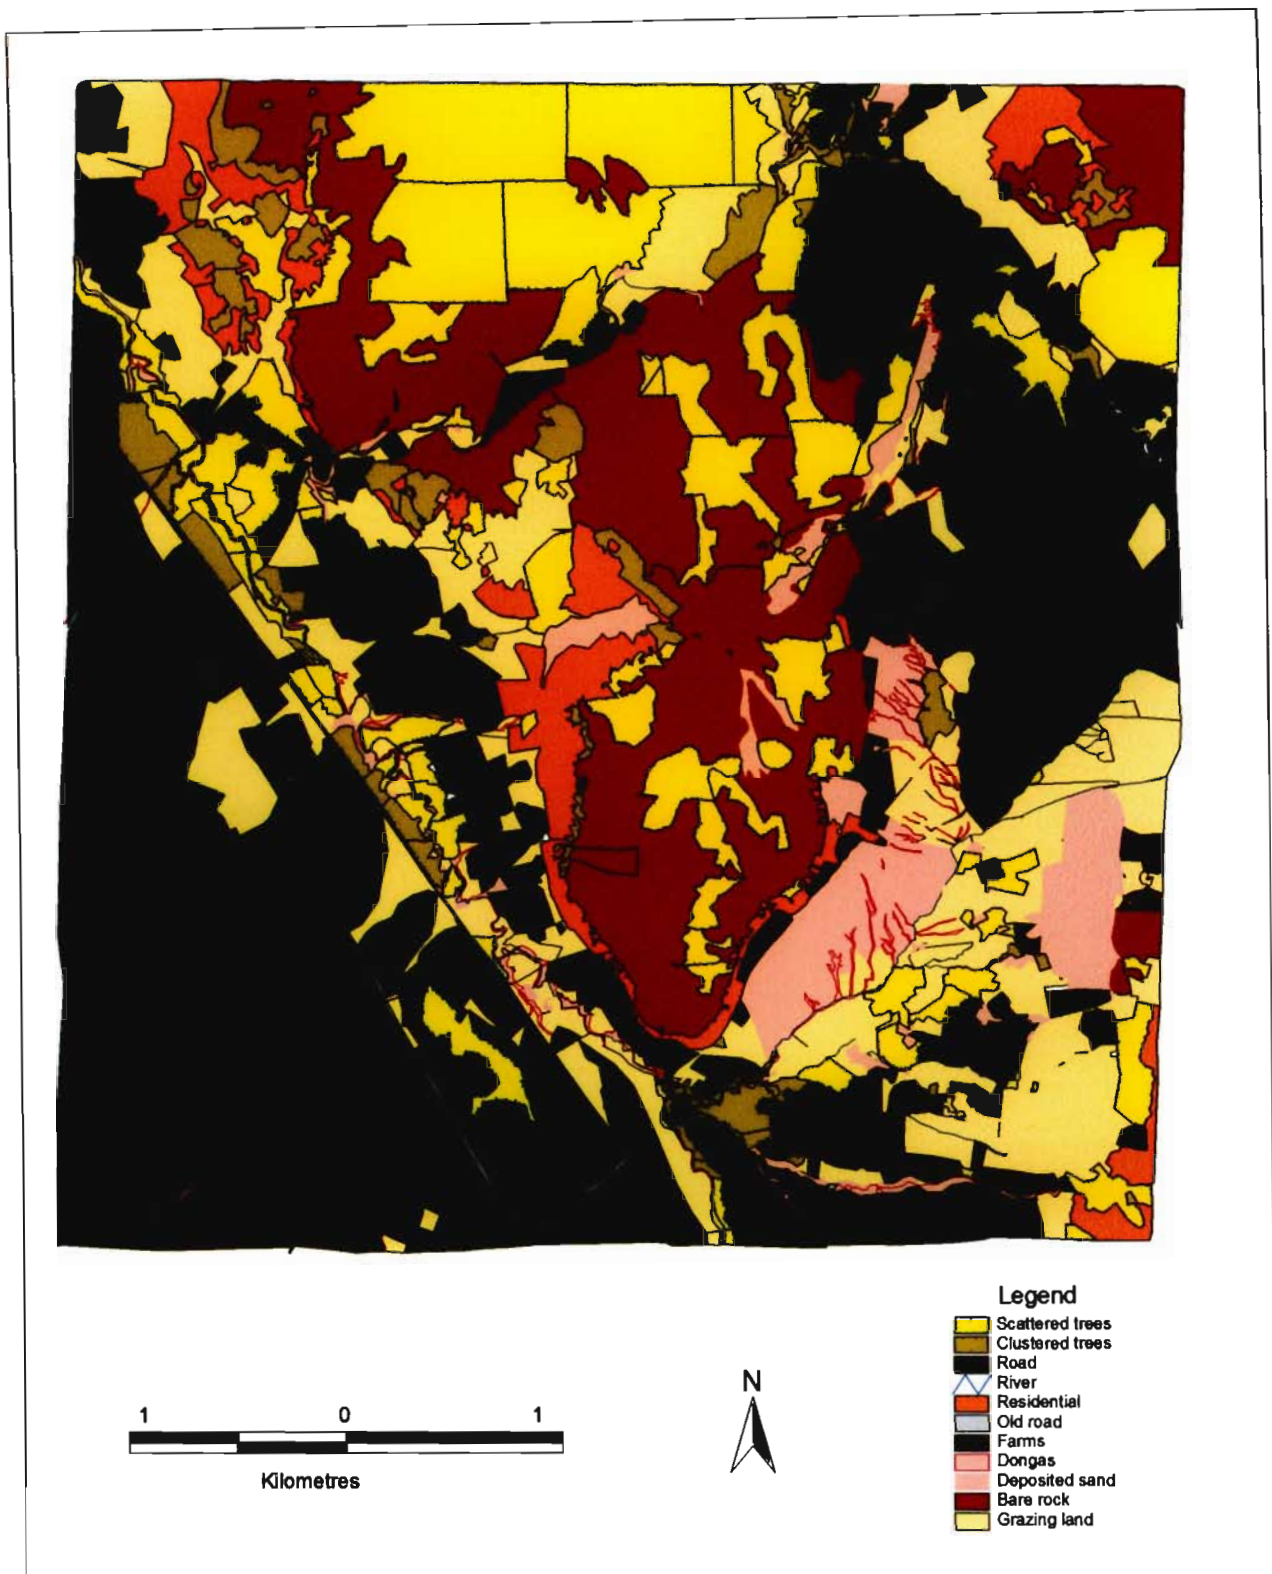 Legend
Scattered trees
Clustered trees
Road
River
Residential
Old road
Farms
Dongas
Deposited sand
Bare rock
Grazing land
1 0 1
Kilometres
N